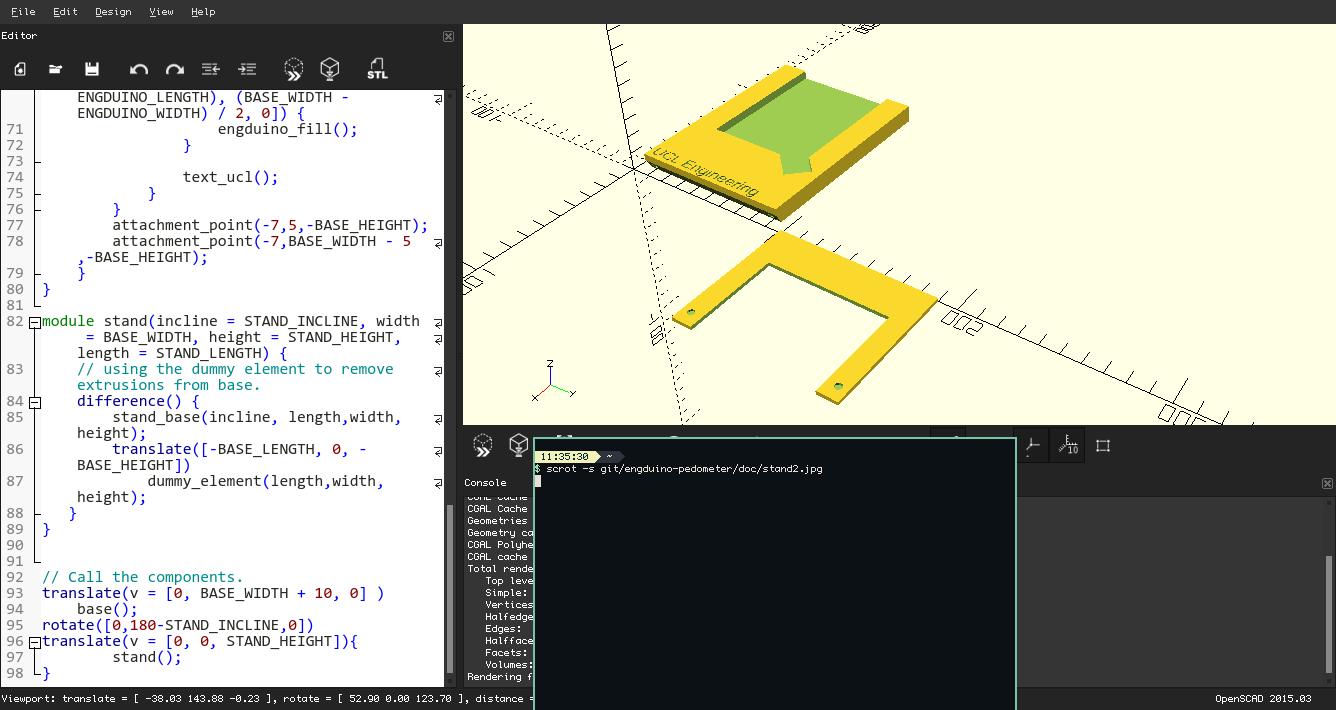 File Edit Design View Help
Editor
STL
ENGDUINO_LENGTH), (BASE_WIDTH -
ENGDUINO_WIDTH) / 2, 0]) {
71 engduino_fill();
72 }
73
74 text_ucl();
75 }
76 }
77 attachment_point(-7,5,-BASE_HEIGHT);
78 attachment_point(-7,BASE_WIDTH - 5
,-BASE_HEIGHT);
79 }
80 }
81
82 module stand(incline = STAND_INCLINE, width
= BASE_WIDTH, height = STAND_HEIGHT,
length = STAND_LENGTH) {
83 // using the dummy element to remove
extrusions from base.
84 difference() {
85 stand_base(incline, length,width,
height);
86 translate([-BASE_LENGTH, 0, -
BASE_HEIGHT])
87 dummy_element(length,width,
height);
88 }
89 }
90
91
92 // Call the components.
93 translate(v = [0, BASE_WIDTH + 10, 0] )
94 base();
95 rotate([0,180-STAND_INCLINE,0])
96 translate(v = [0, 0, STAND_HEIGHT]){
97 stand();
98 }
UCL Engineering
200
Z
X
Y
10
11:35:30 ~
$ scrot -s git/engduino-pedometer/doc/stand2.jpg
Console
CGAL Cache
Geometries
Geometry ca
CGAL Polyhe
CGAL cache
Total rende
Top leve
Simple:
Vertices
Halfedge
Edges:
Halfface
Facets:
Volumes:
Rendering f
Viewport: translate = [ -38.03 143.88 -0.23 ], rotate = [ 52.90 0.00 123.70 ], distance =
OpenSCAD 2015.03